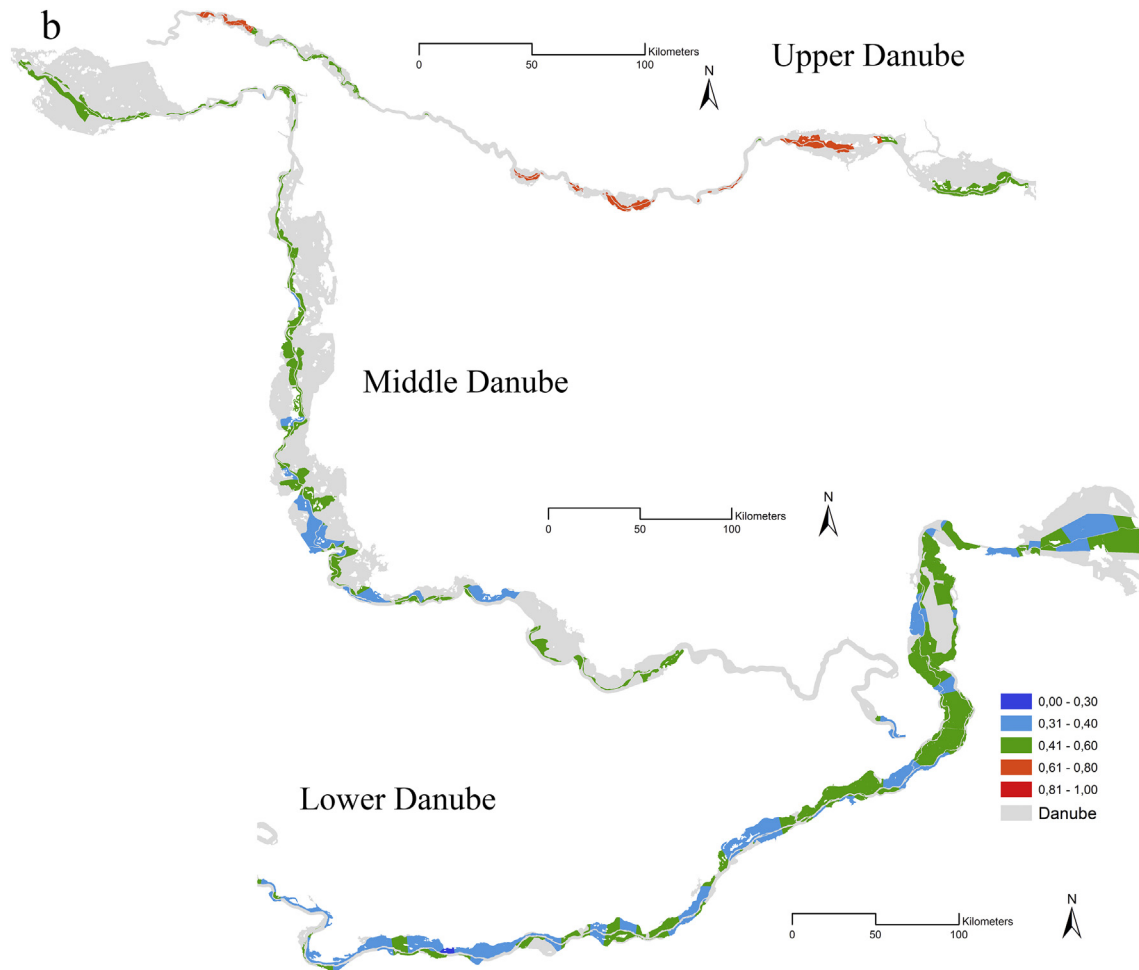 b
Kilometers
0 50 100
N
Upper Danube
Middle Danube
Kilometers
0 50 100
N
0,00 - 0,30
0,31 - 0,40
0,41 - 0,60
0,61 - 0,80
0,81 - 1,00
Danube
Lower Danube
Kilometers
0 50 100
N